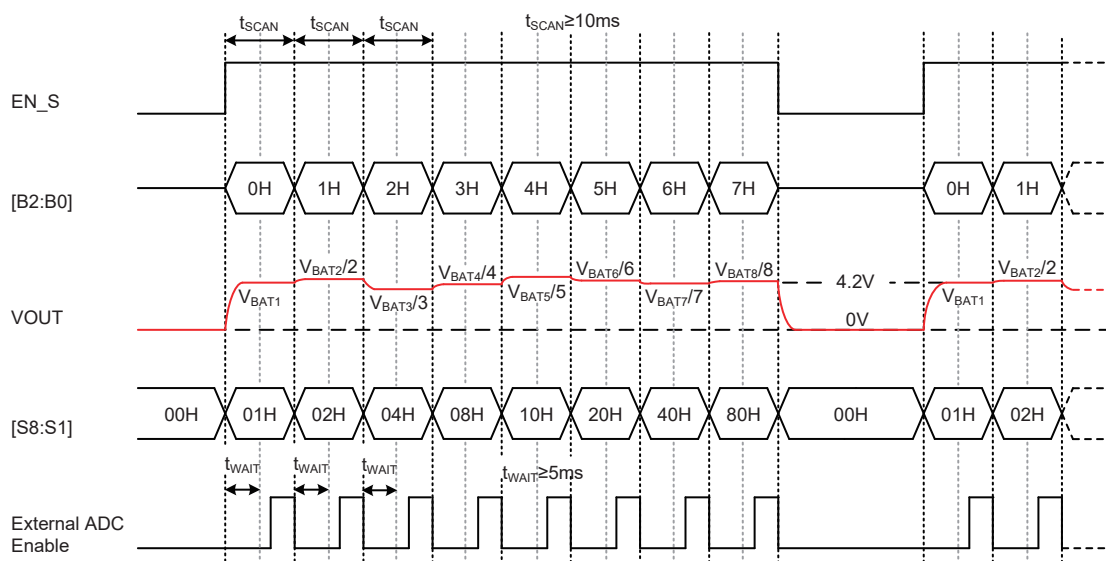 tSCAN tSCAN tSCAN tSCAN≥10ms
EN_S
[B2:B0] 0H 1H 2H 3H 4H 5H 6H 7H 0H 1H
VOUT VBAT1 VBAT2/2 VBAT3/3 VBAT4/4 VBAT5/5 VBAT6/6 VBAT7/7 VBAT8/8 4.2V 0V VBAT1 VBAT2/2
[S8:S1] 00H 01H 02H 04H 08H 10H 20H 40H 80H 00H 01H 02H
tWAIT tWAIT tWAIT tWAIT≥5ms
External ADC
Enable